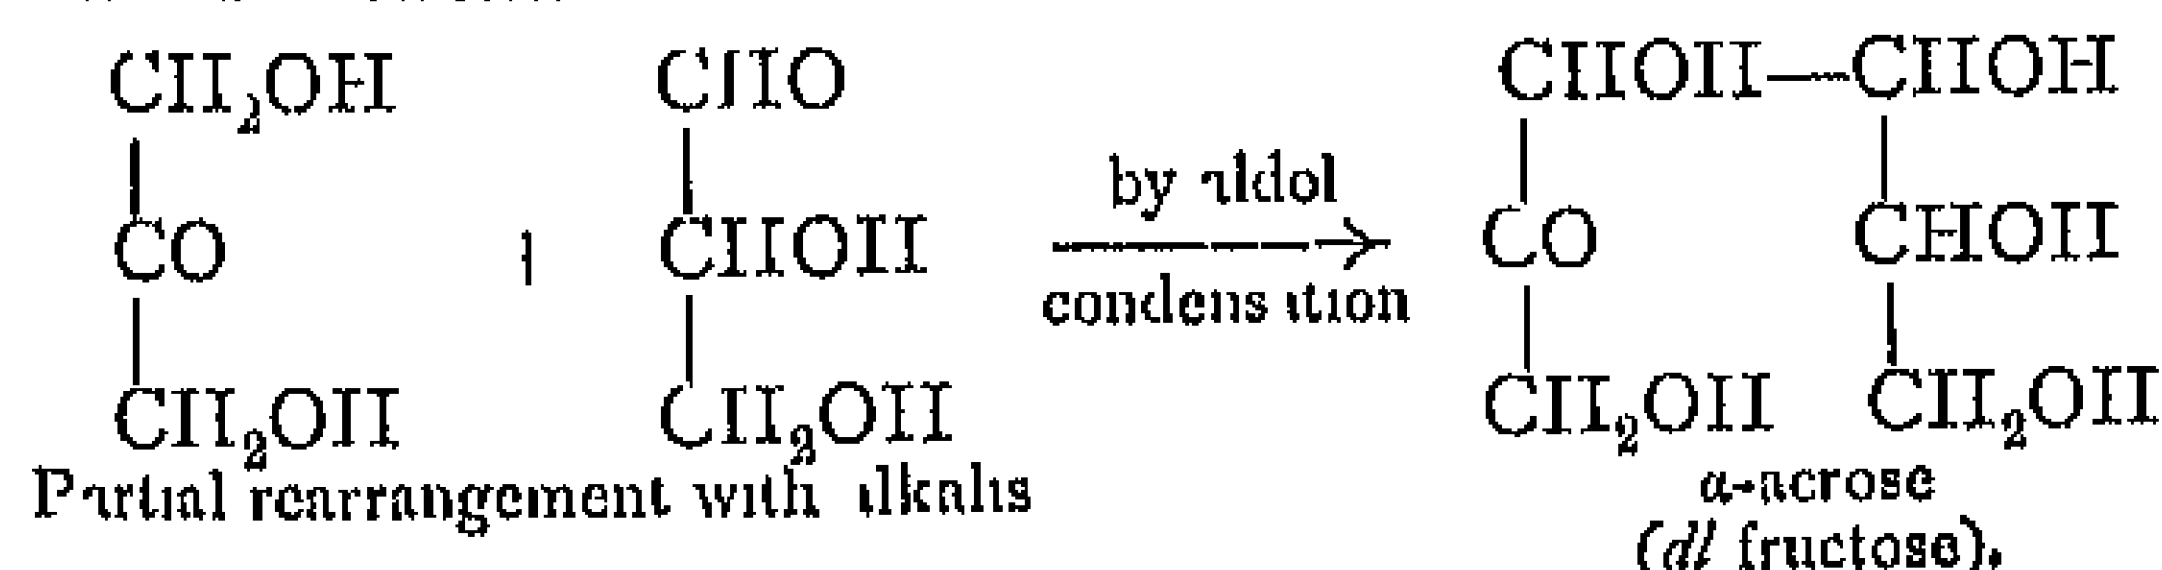 CH₂OH CHO CHOH—CHOH
by aldol
CO + CHOH → CO CHOH
condensation
CH₂OH CH₂OH CH₂OH CH₂OH
Partial rearrangement with alkalis α-acrose
(dl fructose).